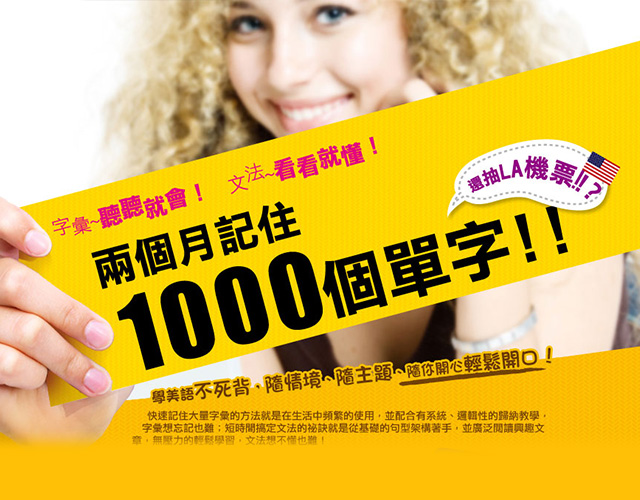 字彙~聽聽就會！
文法~看看就懂！
還抽LA機票!!?
兩個月記住
1000個單字!!
學美語不死背、隨情境、隨主題、隨你開心輕鬆開口！
快速記住大量字彙的方法就是在生活中頻繁的使用，並配合有系統、邏輯性的歸納教學，
字彙想忘記也難；短時間搞定文法的祕訣就是從基礎的句型架構著手，並廣泛閱讀興趣文
章，無壓力的輕鬆學習，文法想不懂也難！